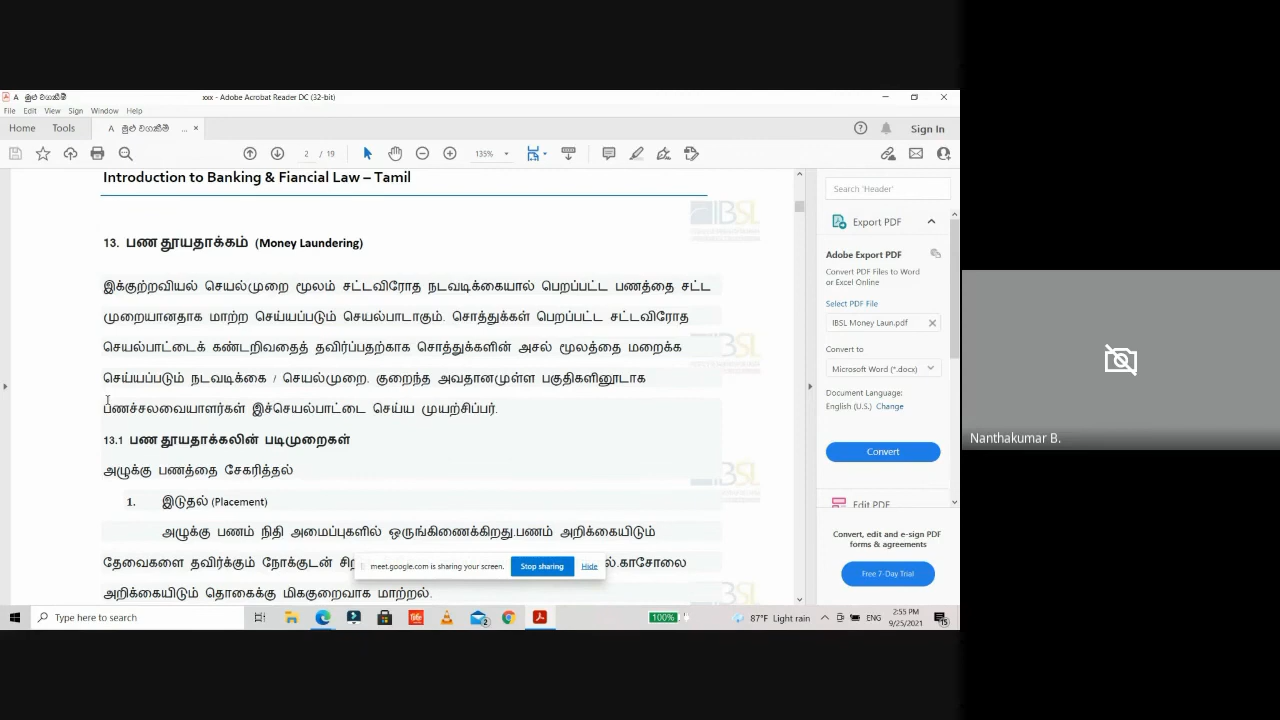 A මුළු වගකීම්
xxx - Adobe Acrobat Reader DC (32-bit)
File Edit View Sign Window Help
Home Tools A මුළු වගකීම් ... ×
Sign In
2 / 19 135%
Introduction to Banking & Fiancial Law – Tamil
IBSL
13. பண தூயதாக்கம் (Money Laundering)
இக்குற்றவியல் செயல்முறை மூலம் சட்டவிரோத நடவடிக்கையால் பெறப்பட்ட பணத்தை சட்ட
முறையானதாக மாற்ற செய்யப்படும் செயல்பாடாகும். சொத்துக்கள் பெறப்பட்ட சட்டவிரோத
செயல்பாட்டைக் கண்டறிவதைத் தவிர்ப்பதற்காக சொத்துக்களின் அசல் மூலத்தை மறைக்க
செய்யப்படும் நடவடிக்கை / செயல்முறை. குறைந்த அவதானமுள்ள பகுதிகளினூடாக
பணச்சலவையாளர்கள் இச்செயல்பாட்டை செய்ய முயற்சிப்பர்.
13.1 பண தூயதாக்கலின் படிமுறைகள்
அழுக்கு பணத்தை சேகரித்தல்
1. இடுதல் (Placement)
அழுக்கு பணம் நிதி அமைப்புகளில் ஒருங்கிணைக்கிறது.பணம் அறிக்கையிடும்
தேவைகளை தவிர்க்கும் நோக்குடன் ல்.காசோலை
அறிக்கையிடும் தொகைக்கு மிககுறைவாக மாற்றல்.
meet.google.com is sharing your screen. Stop sharing Hide
Search 'Header'
Export PDF
Adobe Export PDF
Convert PDF Files to Word
or Excel Online
Select PDF File
IBSL Money Laun.pdf
Convert to
Microsoft Word (*.docx)
Document Language:
English (U.S.) Change
Convert
Edit PDF
Convert, edit and e-sign PDF
forms & agreements
Free 7-Day Trial
Type here to search
2
100%
87°F Light rain
ENG
2:55 PM
9/25/2021
15
Nanthakumar B.